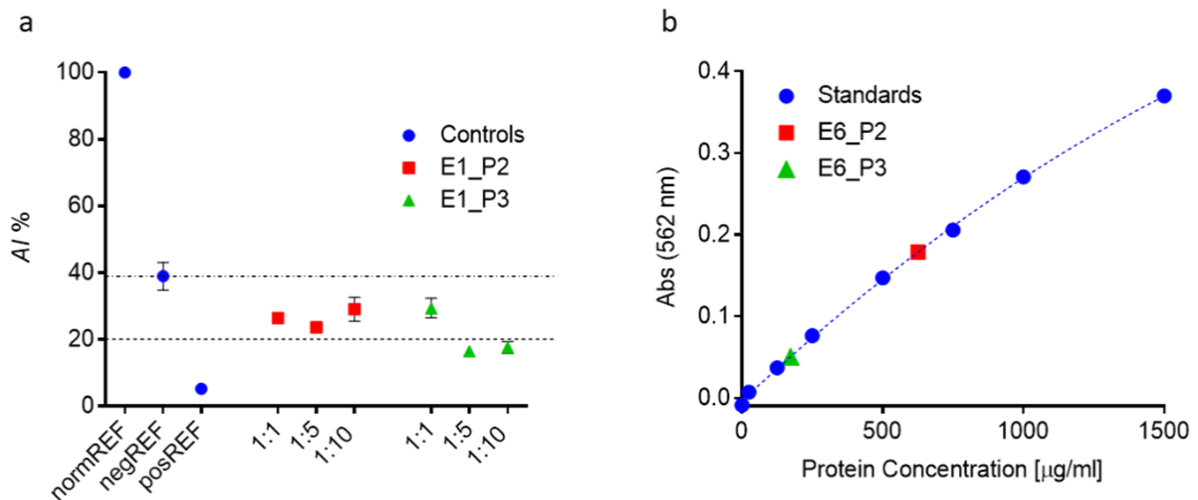 a
AI %
100
80
60
40
20
0
Controls
E1_P2
E1_P3
normREF
negREF
posREF
1:1
1:5
1:10
1:1
1:5
1:10
b
Abs (562 nm)
0.4
0.3
0.2
0.1
0.0
Standards
E6_P2
E6_P3
0
500
1000
1500
Protein Concentration [µg/ml]